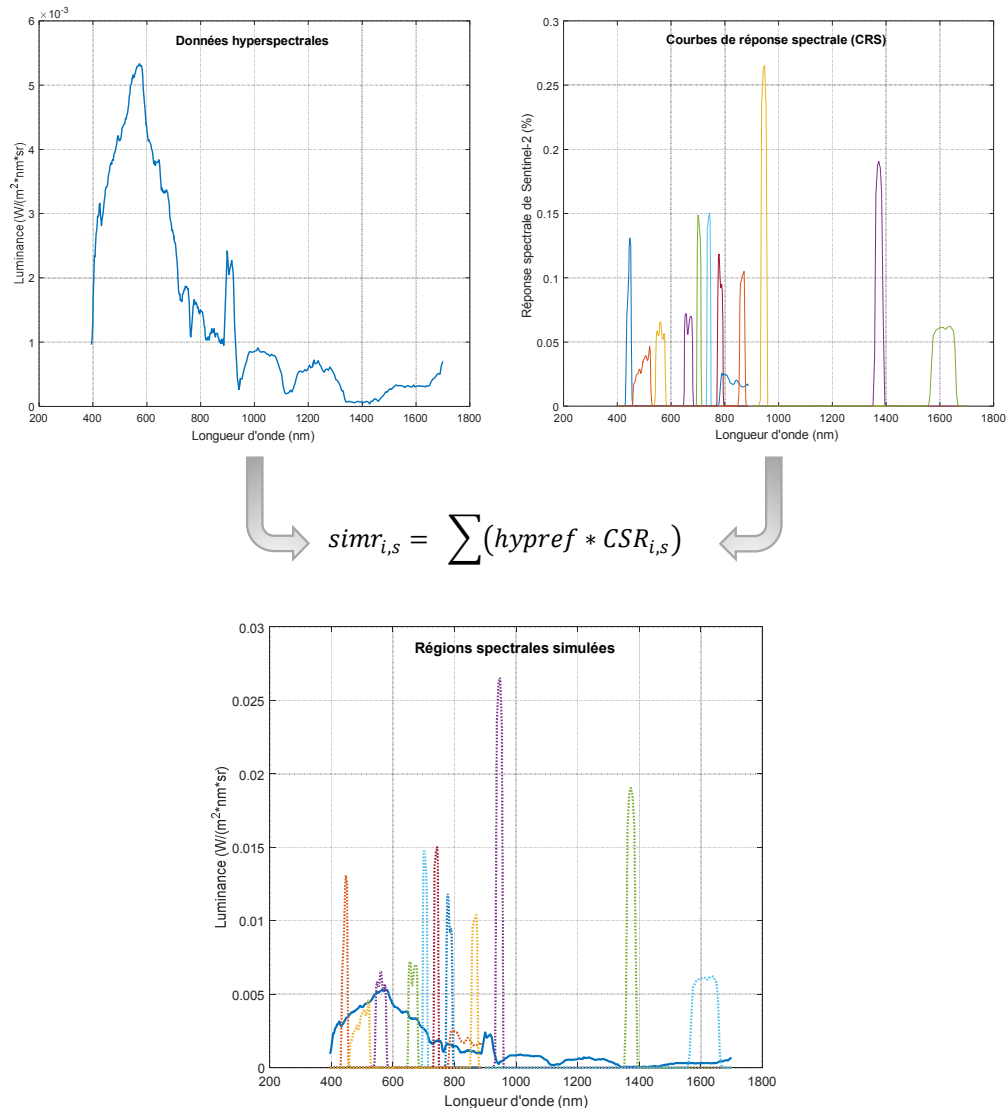 ×10⁻³
Données hyperspectrales
6
5
4
3
2
1
0
Luminance (W/(m²*nm*sr)
200 400 600 800 1000 1200 1400 1600 1800
Longueur d'onde (nm)
Courbes de réponse spectrale (CRS)
0.3
0.25
0.2
0.15
0.1
0.05
0
Réponse spectrale de Sentinel-2 (%)
200 400 600 800 1000 1200 1400 1600 1800
Longueur d'onde (nm)
simr_{i,s} = ∑(hypref * CSR_{i,s})
Régions spectrales simulées
0.03
0.025
0.02
0.015
0.01
0.005
0
Luminance (W/(m²*nm*sr)
200 400 600 800 1000 1200 1400 1600 1800
Longueur d'onde (nm)